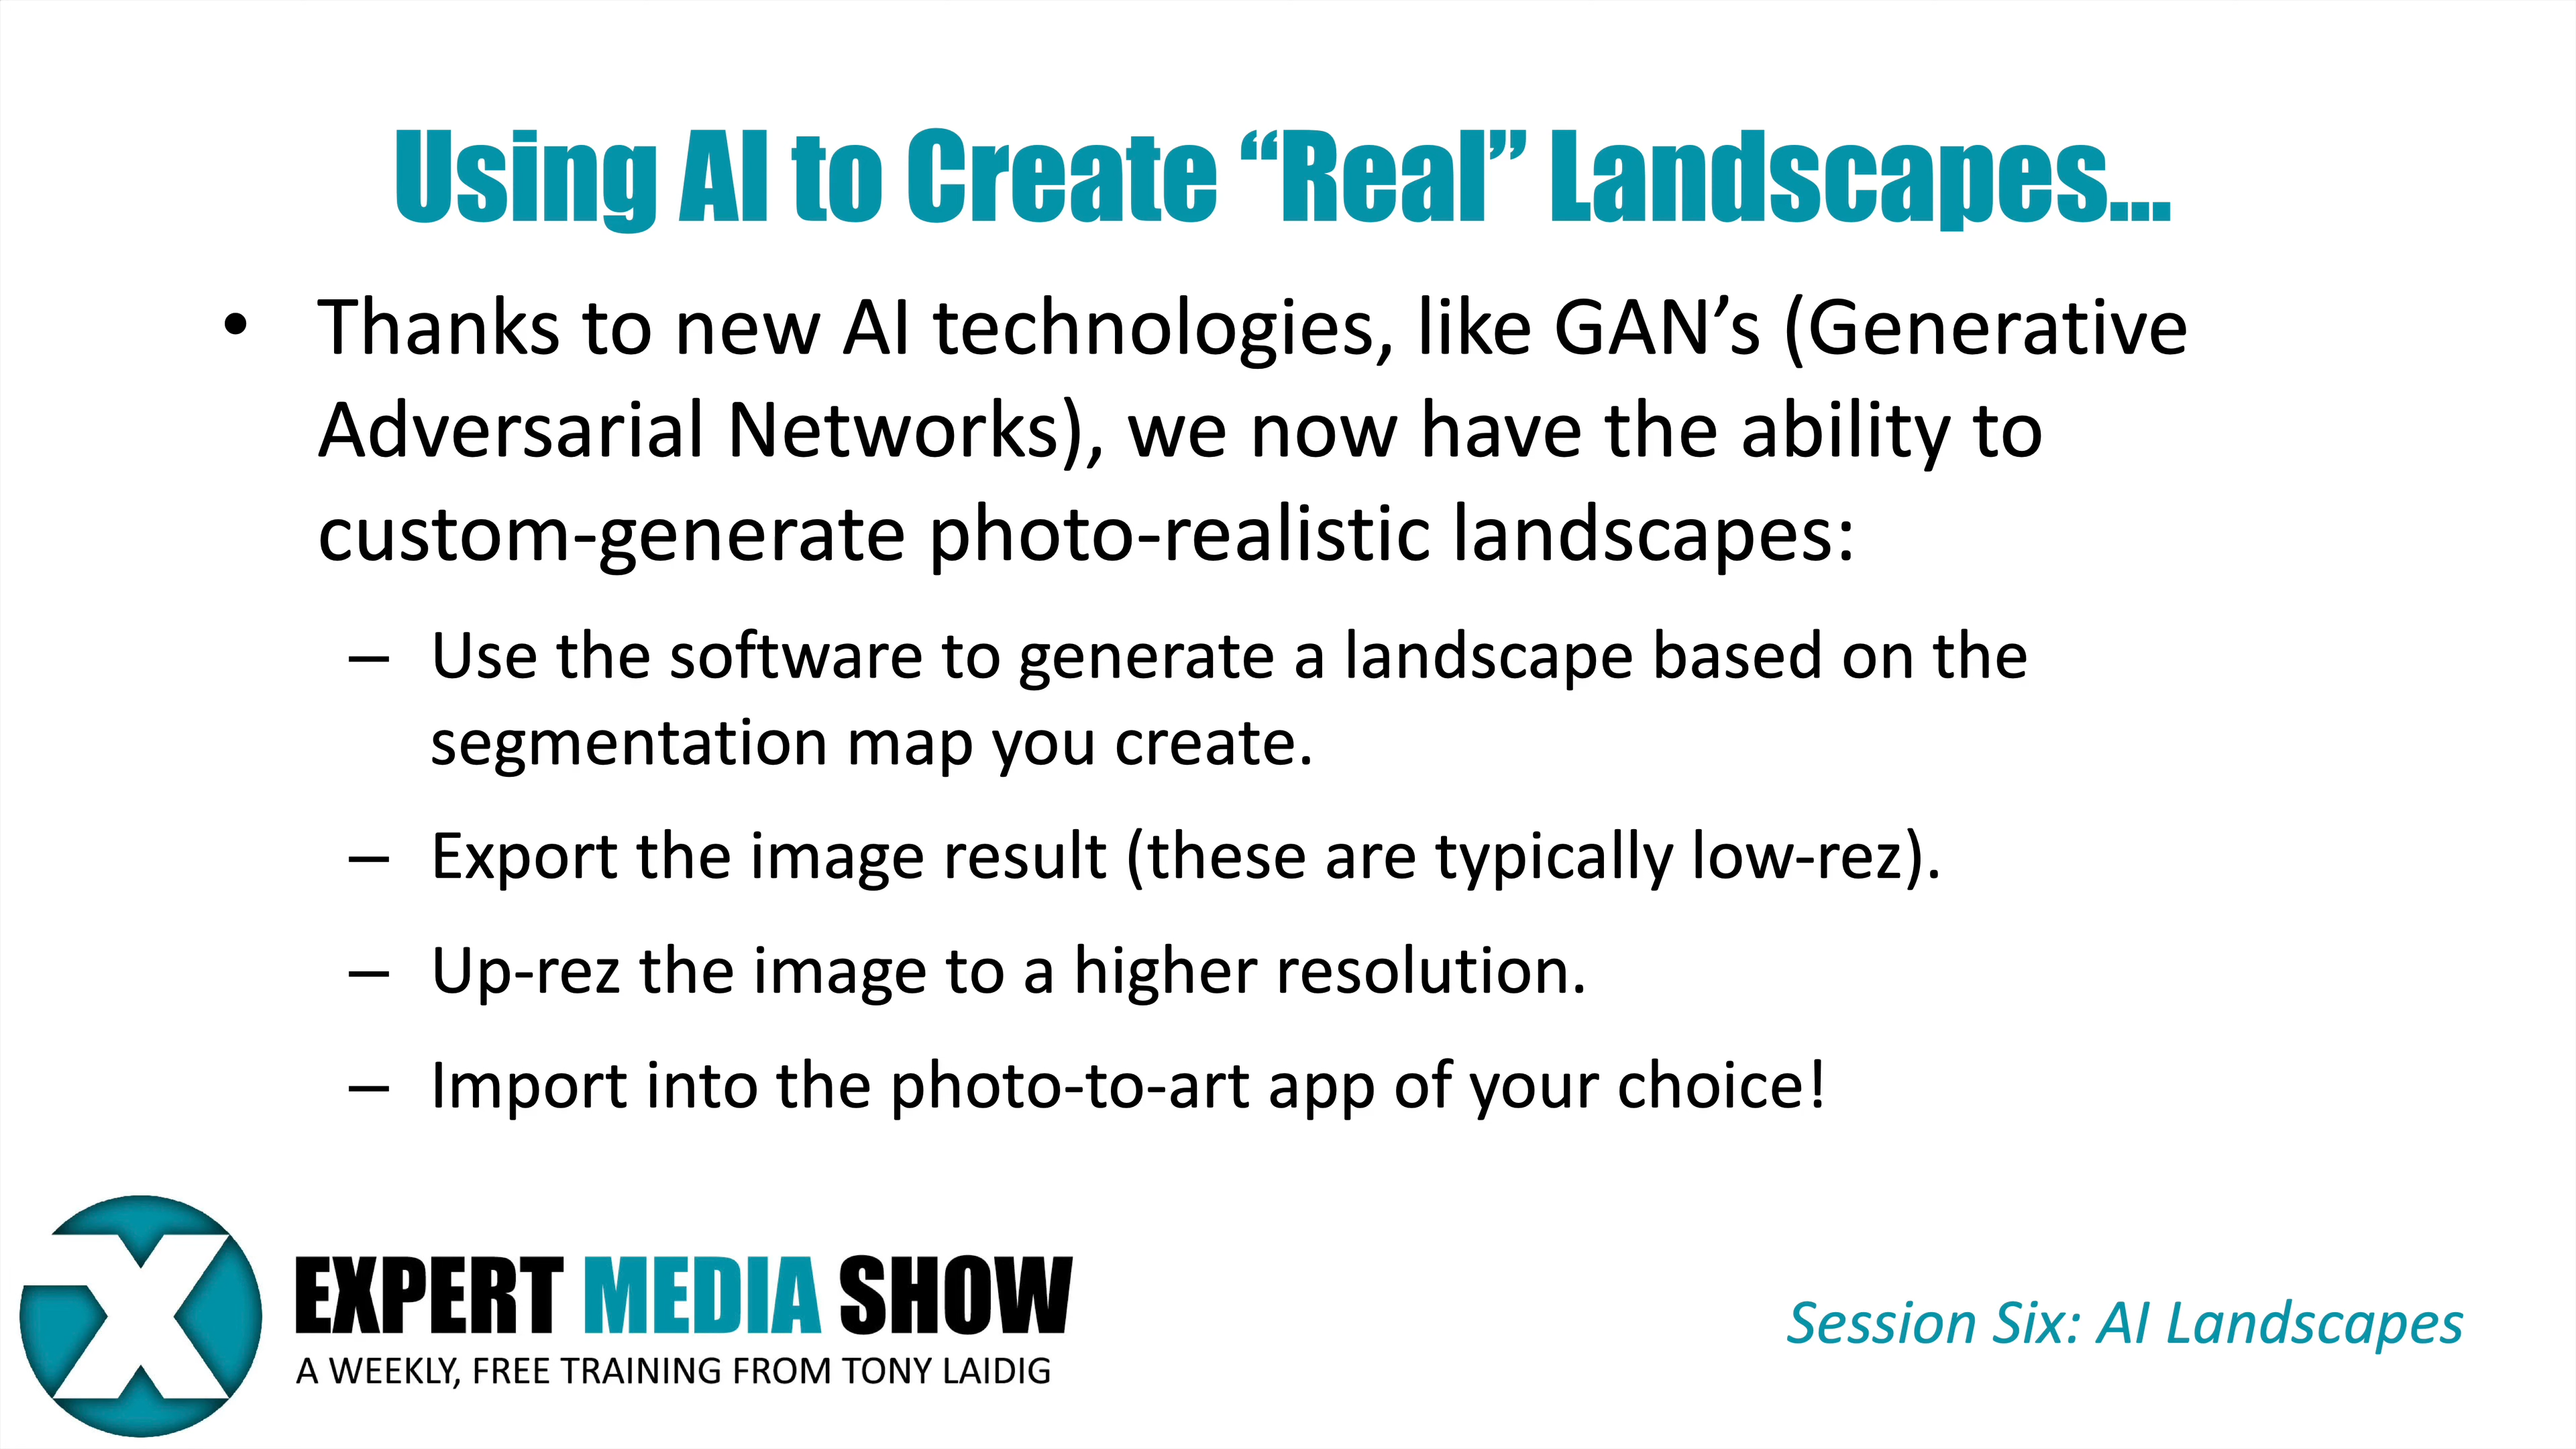 Using AI to Create “Real” Landscapes...
• Thanks to new AI technologies, like GAN’s (Generative
Adversarial Networks), we now have the ability to
custom-generate photo-realistic landscapes:
– Use the software to generate a landscape based on the
segmentation map you create.
– Export the image result (these are typically low-rez).
– Up-rez the image to a higher resolution.
– Import into the photo-to-art app of your choice!
X
EXPERT MEDIA SHOW
A WEEKLY, FREE TRAINING FROM TONY LAIDIG
Session Six: AI Landscapes